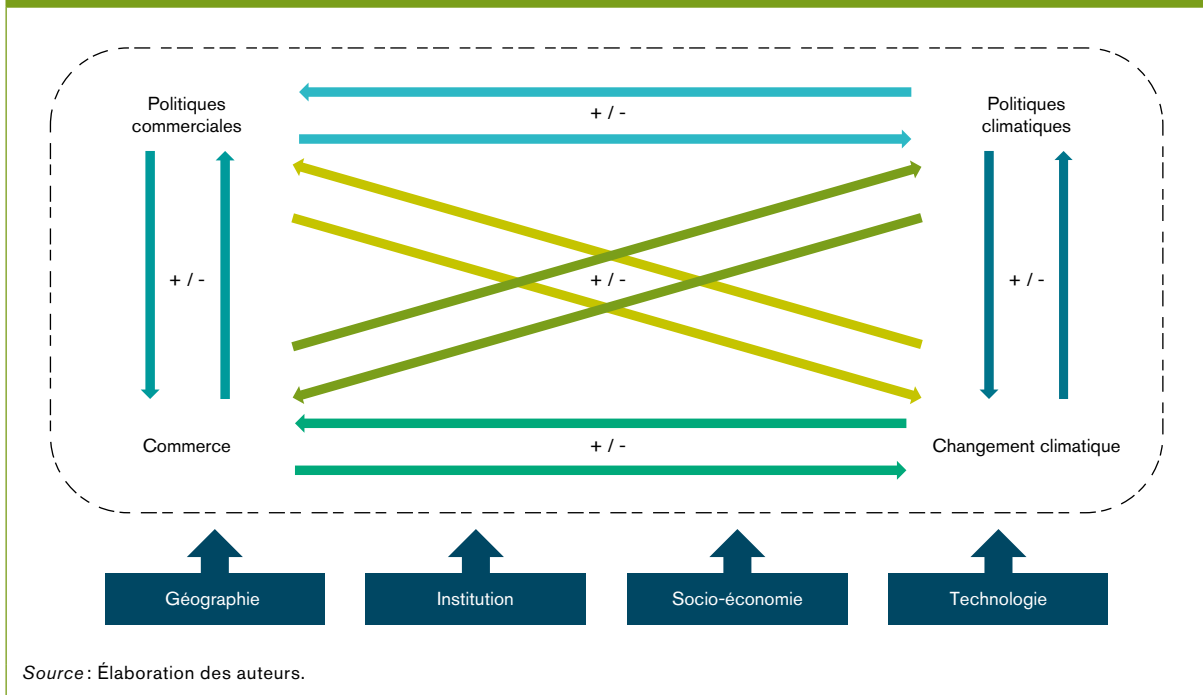 Politiques
commerciales
+ / -
Politiques
climatiques
+ / -
+ / -
+ / -
Commerce
+ / -
Changement climatique
Géographie
Institution
Socio-économie
Technologie
Source : Élaboration des auteurs.